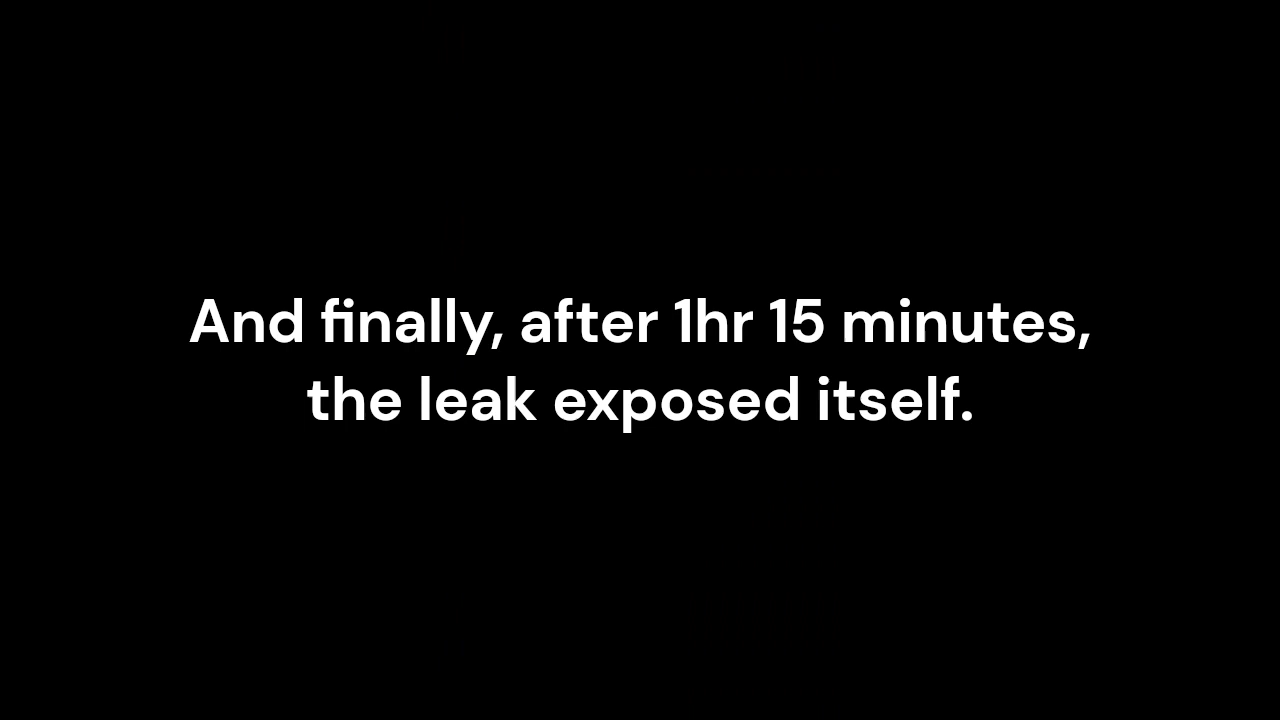 And finally, after 1hr 15 minutes,
the leak exposed itself.